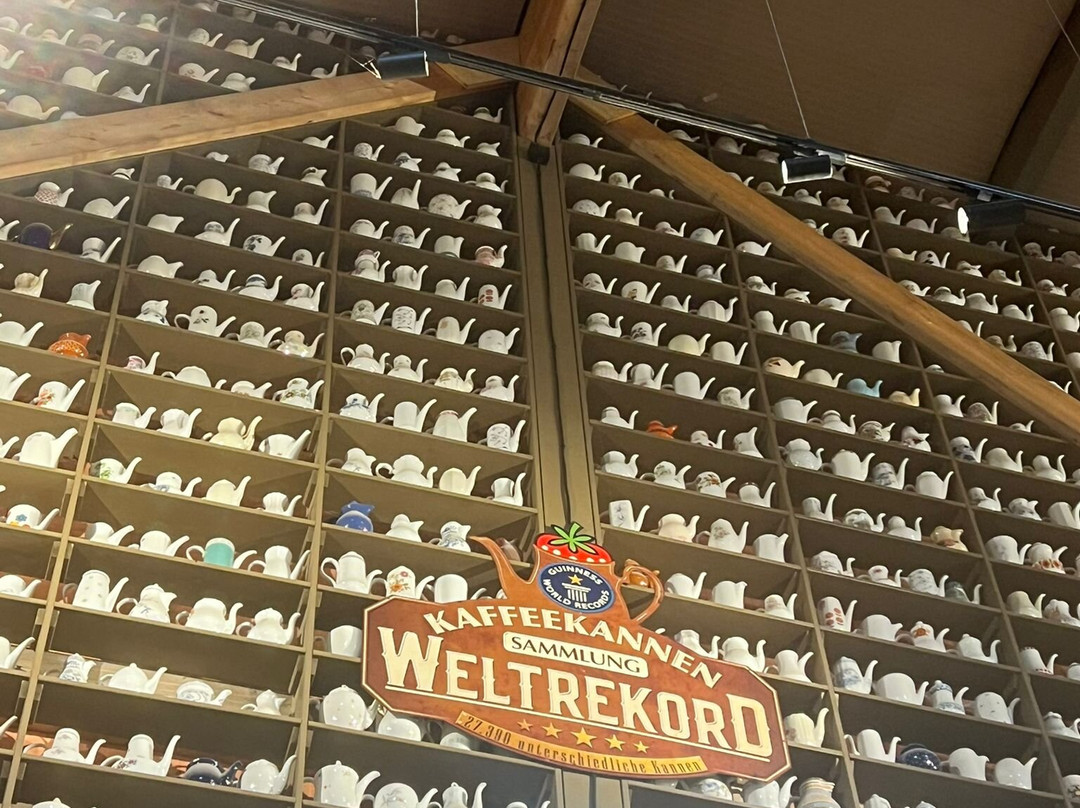 GUINNESS
WORLD RECORDS
KAFFEEKANNEN
SAMMLUNG
WELTREKORD
27.390 unterschiedliche Kannen